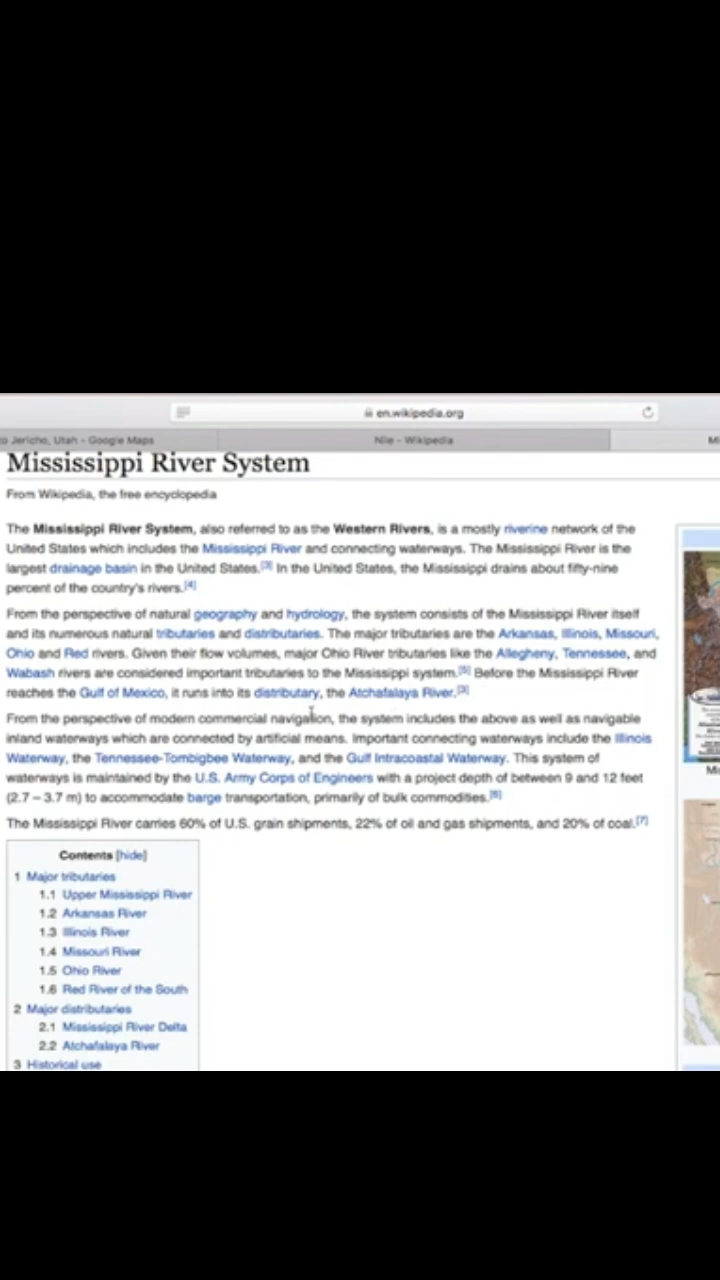 en.wikipedia.org
to Jericho, Utah - Google Maps
Nile - Wikipedia
Mi
Mississippi River System
From Wikipedia, the free encyclopedia
The Mississippi River System, also referred to as the Western Rivers, is a mostly riverine network of the
United States which includes the Mississippi River and connecting waterways. The Mississippi River is the
largest drainage basin in the United States.[3] In the United States, the Mississippi drains about fifty-nine
percent of the country's rivers.[4]
From the perspective of natural geography and hydrology, the system consists of the Mississippi River itself
and its numerous natural tributaries and distributaries. The major tributaries are the Arkansas, Illinois, Missouri,
Ohio and Red rivers. Given their flow volumes, major Ohio River tributaries like the Allegheny, Tennessee, and
Wabash rivers are considered important tributaries to the Mississippi system.[5] Before the Mississippi River
reaches the Gulf of Mexico, it runs into its distributary, the Atchafalaya River.[3]
From the perspective of modern commercial navigation, the system includes the above as well as navigable
inland waterways which are connected by artificial means. Important connecting waterways include the Illinois
Waterway, the Tennessee-Tombigbee Waterway, and the Gulf Intracoastal Waterway. This system of
waterways is maintained by the U.S. Army Corps of Engineers with a project depth of between 9 and 12 feet
(2.7 – 3.7 m) to accommodate barge transportation, primarily of bulk commodities.[6]
The Mississippi River carries 60% of U.S. grain shipments, 22% of oil and gas shipments, and 20% of coal.[7]
Mi
Contents [hide]
1 Major tributaries
1.1 Upper Mississippi River
1.2 Arkansas River
1.3 Illinois River
1.4 Missouri River
1.5 Ohio River
1.6 Red River of the South
2 Major distributaries
2.1 Mississippi River Delta
2.2 Atchafalaya River
3 Historical use